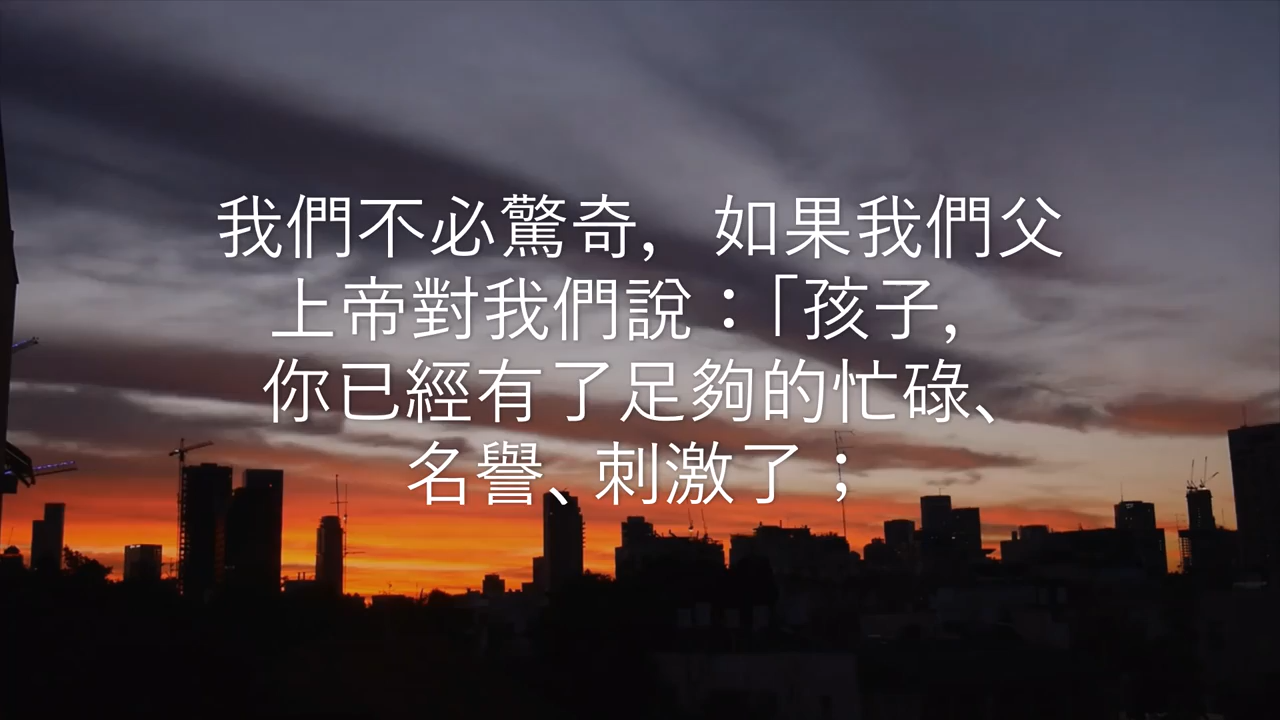 我們不必驚奇，如果我們父
上帝對我們說：「孩子，
你已經有了足夠的忙碌、
名譽、刺激了；